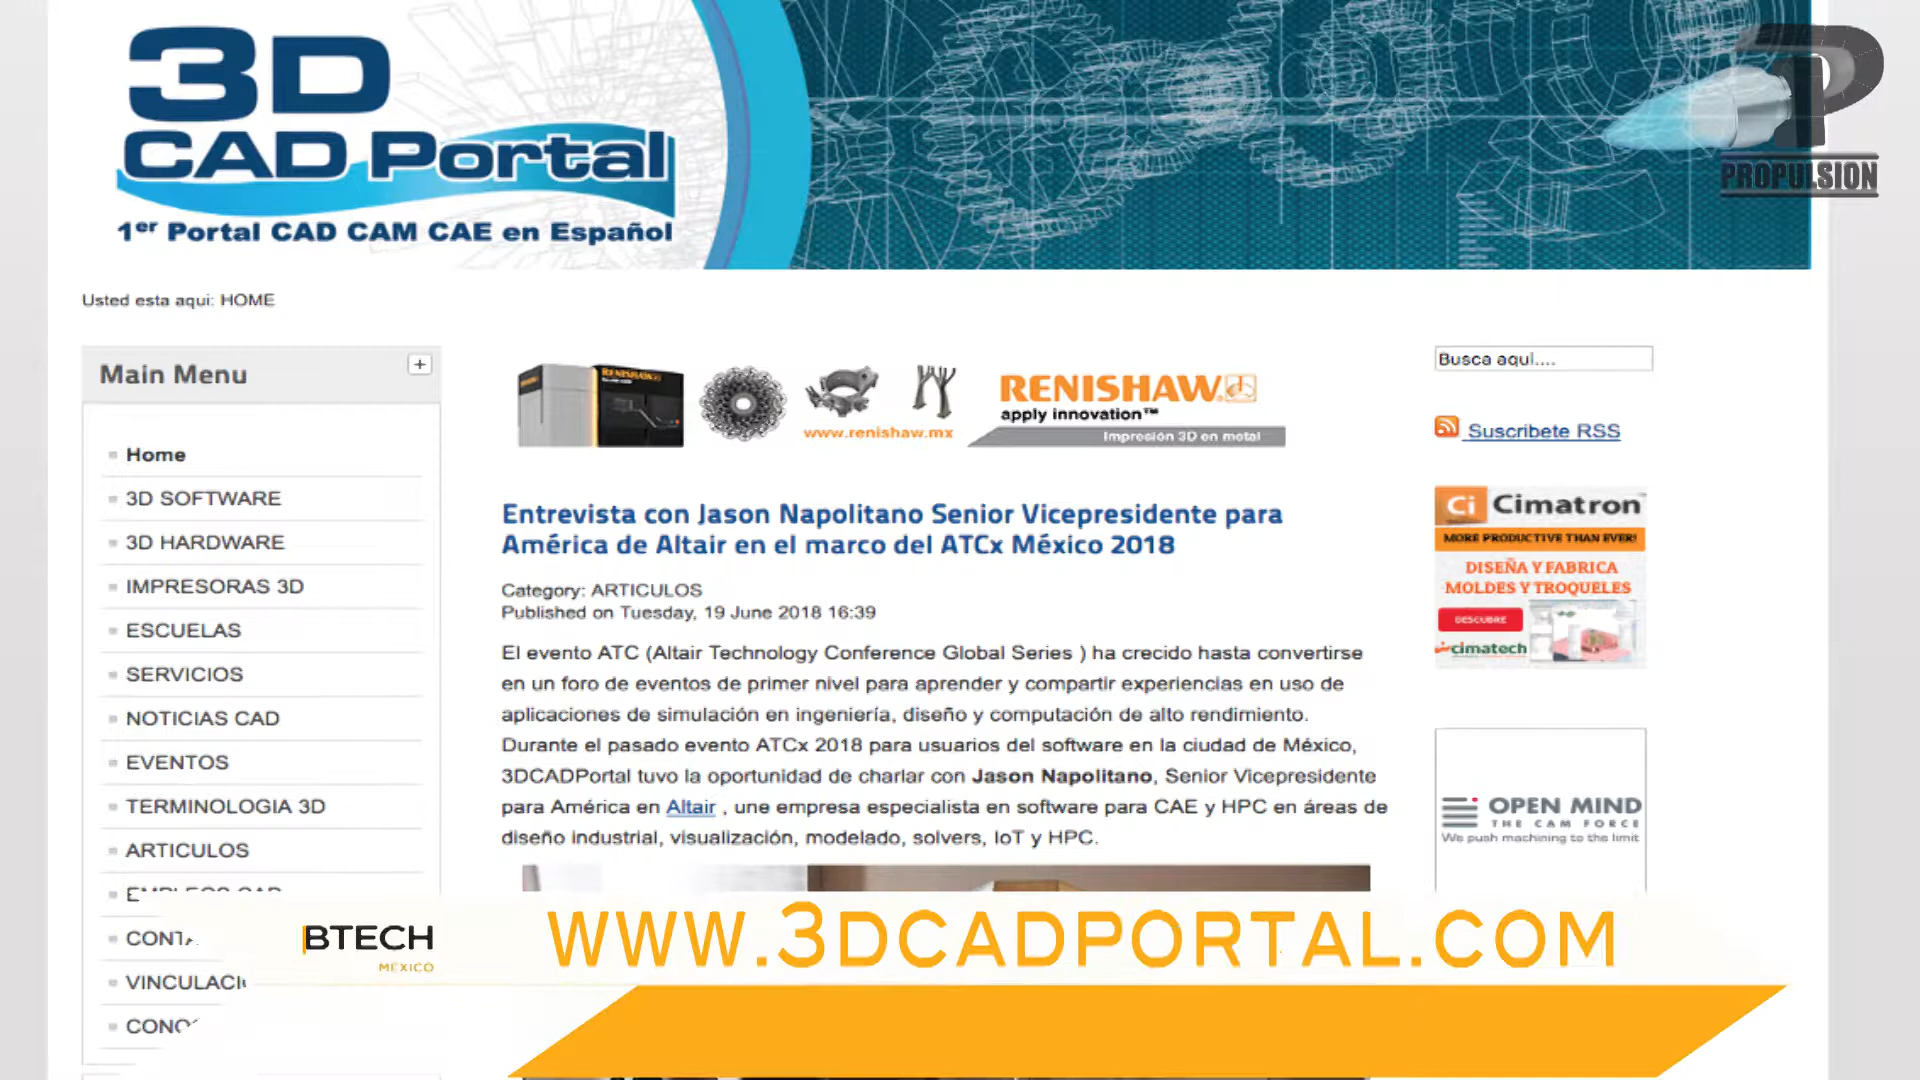 3D
CAD Portal
1er Portal CAD CAM CAE en Español
P
PROPULSION
Usted esta aqui: HOME
Main Menu
+
Home
3D SOFTWARE
3D HARDWARE
IMPRESORAS 3D
ESCUELAS
SERVICIOS
NOTICIAS CAD
EVENTOS
TERMINOLOGIA 3D
ARTICULOS
RENISHAW
www.renishaw.mx
RENISHAW.
apply innovation™
Impresión 3D en metal
Entrevista con Jason Napolitano Senior Vicepresidente para
América de Altair en el marco del ATCx México 2018
Category: ARTICULOS
Published on Tuesday, 19 June 2018 16:39
El evento ATC (Altair Technology Conference Global Series ) ha crecido hasta convertirse
en un foro de eventos de primer nivel para aprender y compartir experiencias en uso de
aplicaciones de simulación en ingeniería, diseño y computación de alto rendimiento.
Durante el pasado evento ATCx 2018 para usuarios del software en la ciudad de México,
3DCADPortal tuvo la oportunidad de charlar con Jason Napolitano, Senior Vicepresidente
para América en Altair , une empresa especialista en software para CAE y HPC en áreas de
diseño industrial, visualización, modelado, solvers, IoT y HPC.
Busca aquí....
Suscribete RSS
Ci Cimatron
MORE PRODUCTIVE THAN EVER!
DISEÑA Y FABRICA
MOLDES Y TROQUELES
DESCUBRE
cimatech
OPEN MIND
THE CAM FORCE
We push machining to the limit
BTECH
MÉXICO
WWW.3DCADPORTAL.COM